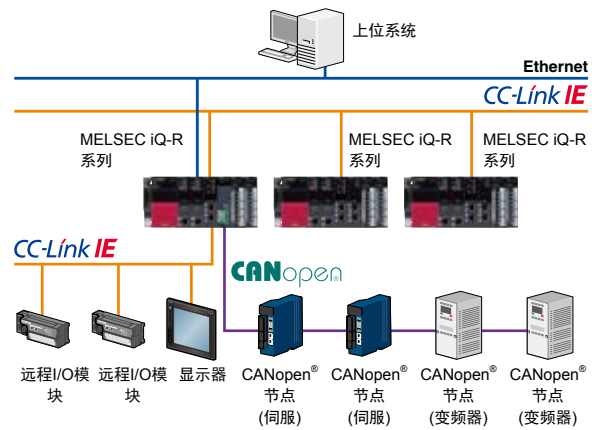 上位系统
Ethernet
CC-Link IE
MELSEC iQ-R
系列
MELSEC iQ-R
系列
MELSEC iQ-R
系列
CC-Link IE
CANopen®
远程I/O模
块
远程I/O模
块
显示器
CANopen®
节点
(伺服)
CANopen®
节点
(伺服)
CANopen®
节点
(变频器)
CANopen®
节点
(变频器)